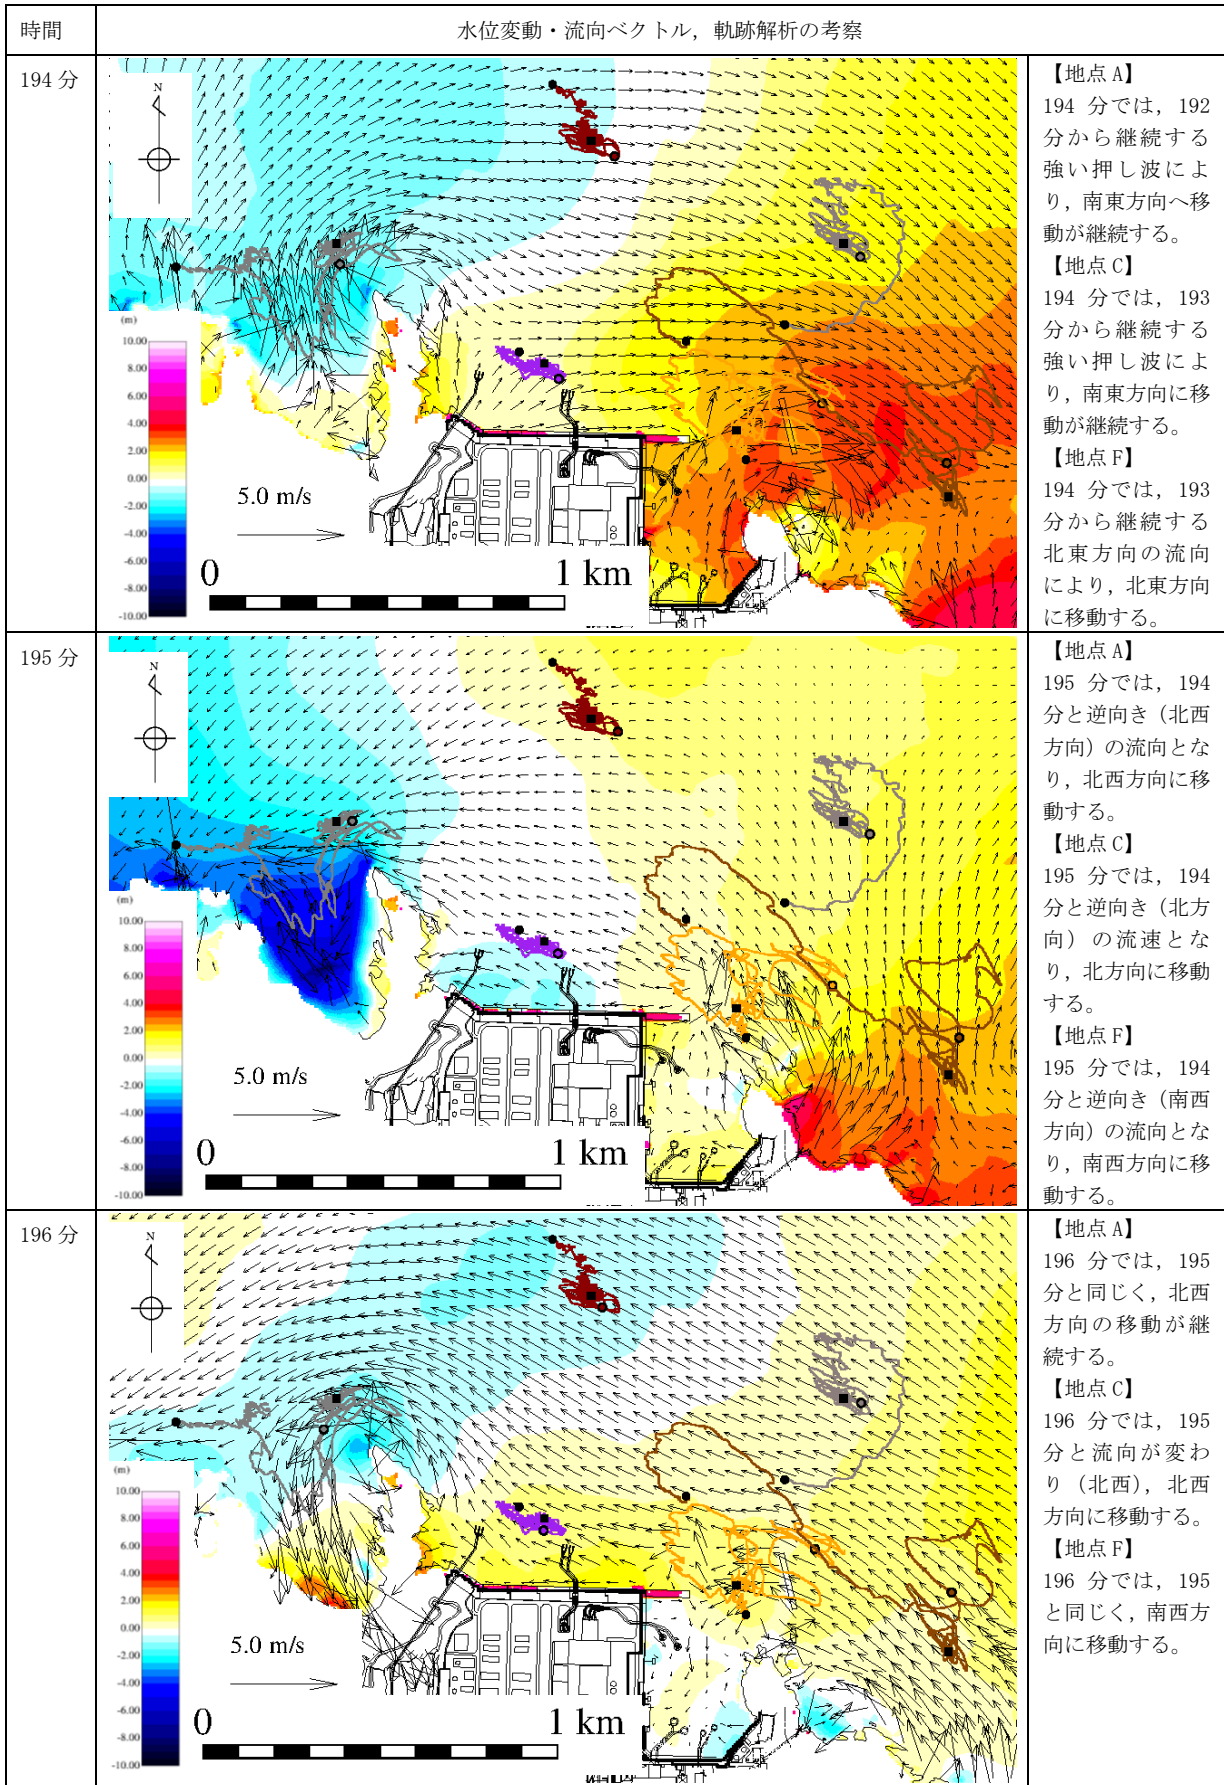 時間
水位変動・流向ベクトル，軌跡解析の考察
194 分
N
(m)
10.00
8.00
6.00
4.00
2.00
0.00
-2.00
-4.00
-6.00
-8.00
-10.00
5.0 m/s
0
1 km
【地点 A】
194 分では，192
分から継続する
強い押し波によ
り，南東方向へ移
動が継続する。
【地点 C】
194 分では，193
分から継続する
強い押し波によ
り，南東方向に移
動が継続する。
【地点 F】
194 分では，193
分から継続する
北東方向の流向
により，北東方向
に移動する。
195 分
N
(m)
10.00
8.00
6.00
4.00
2.00
0.00
-2.00
-4.00
-6.00
-8.00
-10.00
5.0 m/s
0
1 km
【地点 A】
195 分では，194
分と逆向き（北西
方向）の流向とな
り，北西方向に移
動する。
【地点 C】
195 分では，194
分と逆向き（北方
向）の流速とな
り，北方向に移動
する。
【地点 F】
195 分では，194
分と逆向き（南西
方向）の流向とな
り，南西方向に移
動する。
196 分
N
(m)
10.00
8.00
6.00
4.00
2.00
0.00
-2.00
-4.00
-6.00
-8.00
-10.00
5.0 m/s
0
1 km
【地点 A】
196 分では，195
分と同じく，北西
方向の移動が継
続する。
【地点 C】
196 分では，195
分と流向が変わ
り（北西），北西
方向に移動する。
【地点 F】
196 分では，195
と同じく，南西方
向に移動する。